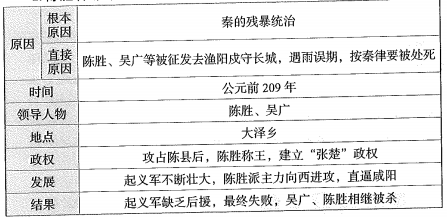 原因
根本
原因
秦的残暴统治
直接
原因
陈胜、吴广等被征发去渔阳戍守长城，遇雨误期，按秦律要被处死
时间
公元前 209 年
领导人物
陈胜、吴广
地点
大泽乡
政权
攻占陈县后，陈胜称王，建立“张楚”政权
发展
起义军不断壮大，陈胜派主力向西进攻，直逼咸阳
结果
起义军缺乏后援，最终失败，吴广、陈胜相继被杀